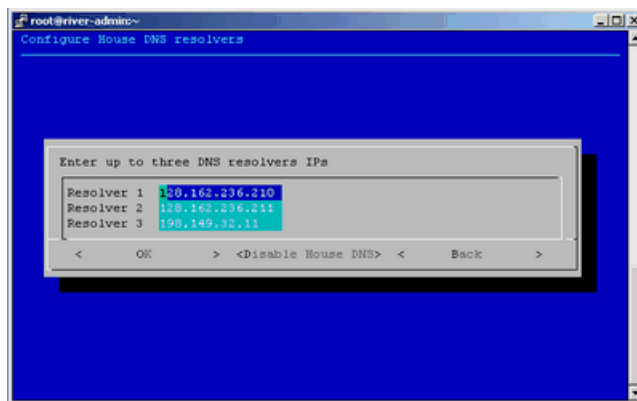 root@river-admin:~
Configure House DNS resolvers
Enter up to three DNS resolvers IPs
Resolver 1 128.162.236.210
Resolver 2 128.162.236.211
Resolver 3 198.149.32.11
< OK > <Disable House DNS> < Back >